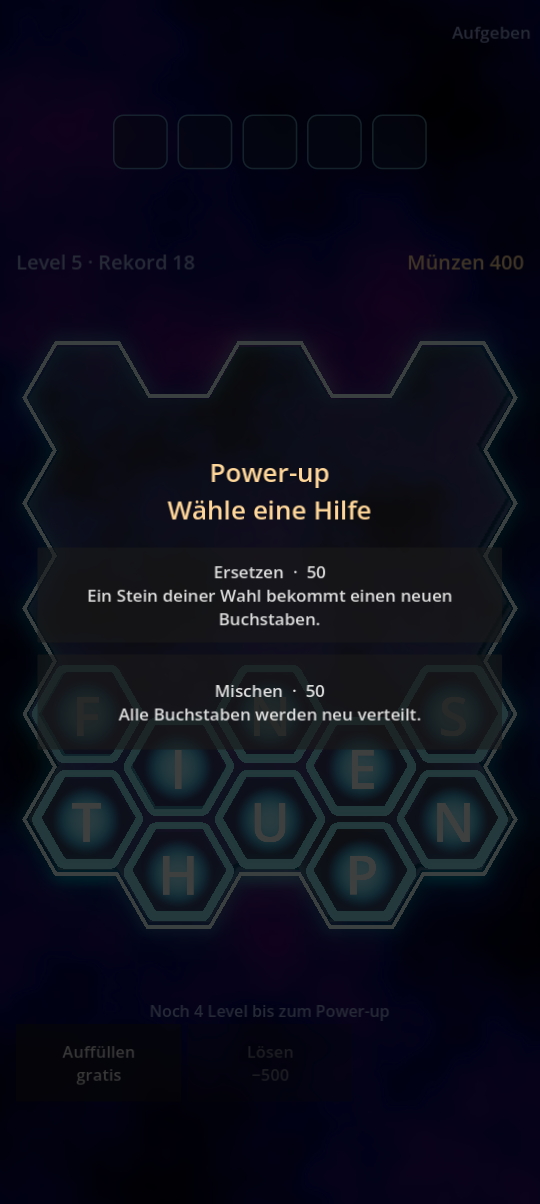 Aufgeben
Level 5 · Rekord 18
Münzen 400
Power-up
Wähle eine Hilfe
Ersetzen · 50
Ein Stein deiner Wahl bekommt einen neuen
Buchstaben.
Mischen · 50
Alle Buchstaben werden neu verteilt.
F N S
I E
T U N
H P
Noch 4 Level bis zum Power-up
Auffüllen
gratis
Lösen
−500